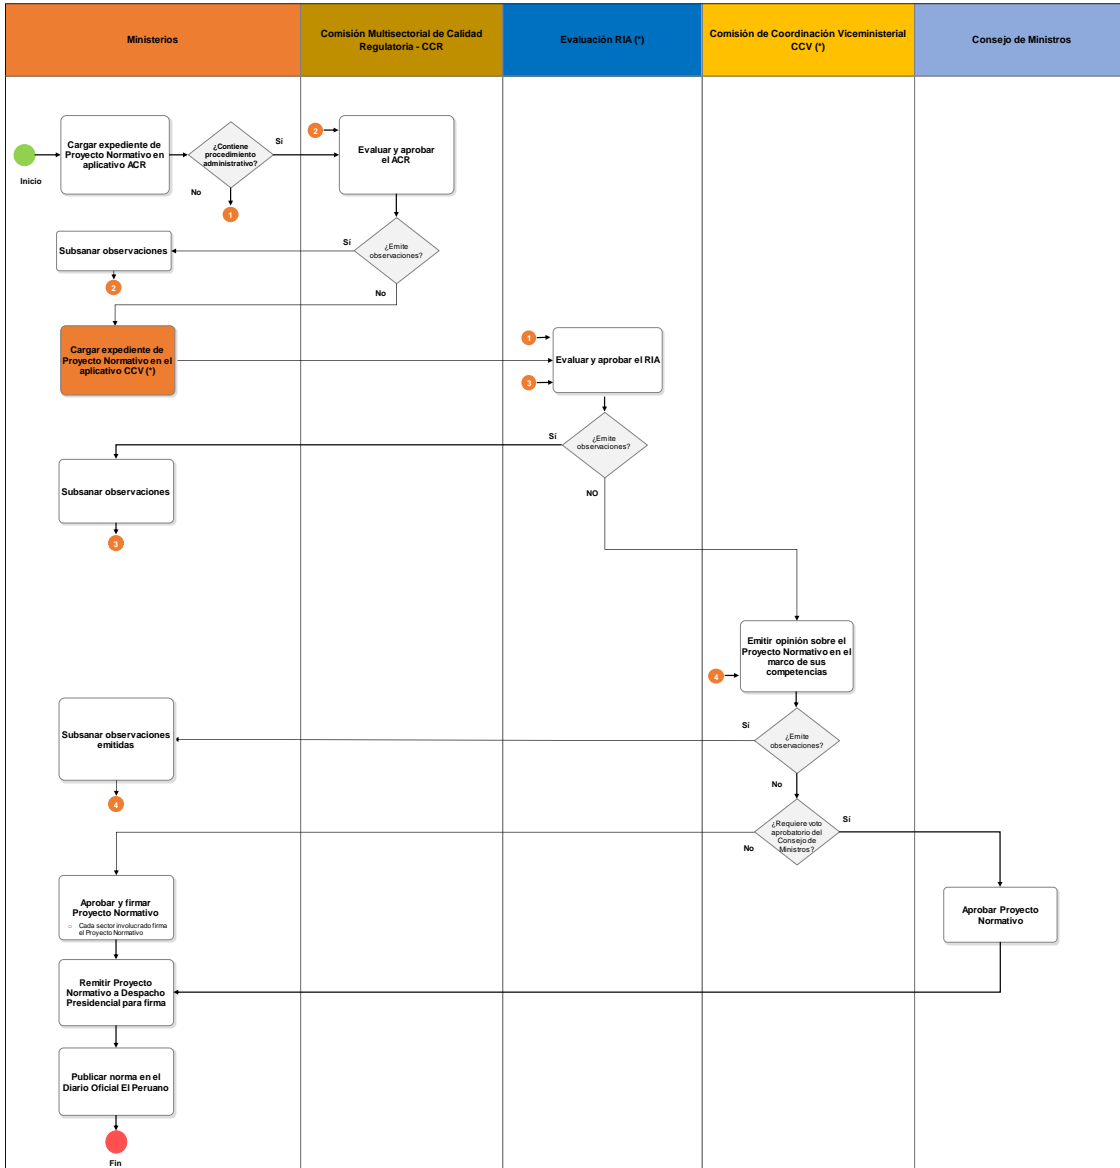 Ministerios
Comisión Multisectorial de Calidad
Regulatoria - CCR
Evaluación RIA (*)
Comisión de Coordinación Viceministerial
CCV (*)
Consejo de Ministros
Inicio
Cargar expediente de
Proyecto Normativo en
aplicativo ACR
¿Contiene
procedimiento
administrativo?
Sí
No
1
2
Evaluar y aprobar
el ACR
¿Emite
observaciones?
Sí
No
Subsanar observaciones
2
Cargar expediente de
Proyecto Normativo en el
aplicativo CCV (*)
1
Evaluar y aprobar el RIA
3
¿Emite
observaciones?
Sí
NO
Subsanar observaciones
3
Emitir opinión sobre el
Proyecto Normativo en el
marco de sus
competencias
4
¿Emite
observaciones?
Sí
No
Subsanar observaciones
emitidas
4
¿Requiere voto
aprobatorio del
Consejo de
Ministros?
Sí
No
Aprobar y firmar
Proyecto Normativo
Cada sector involucrado firma
el Proyecto Normativo
Aprobar Proyecto
Normativo
Remitir Proyecto
Normativo a Despacho
Presidencial para firma
Publicar norma en el
Diario Oficial El Peruano
Fin